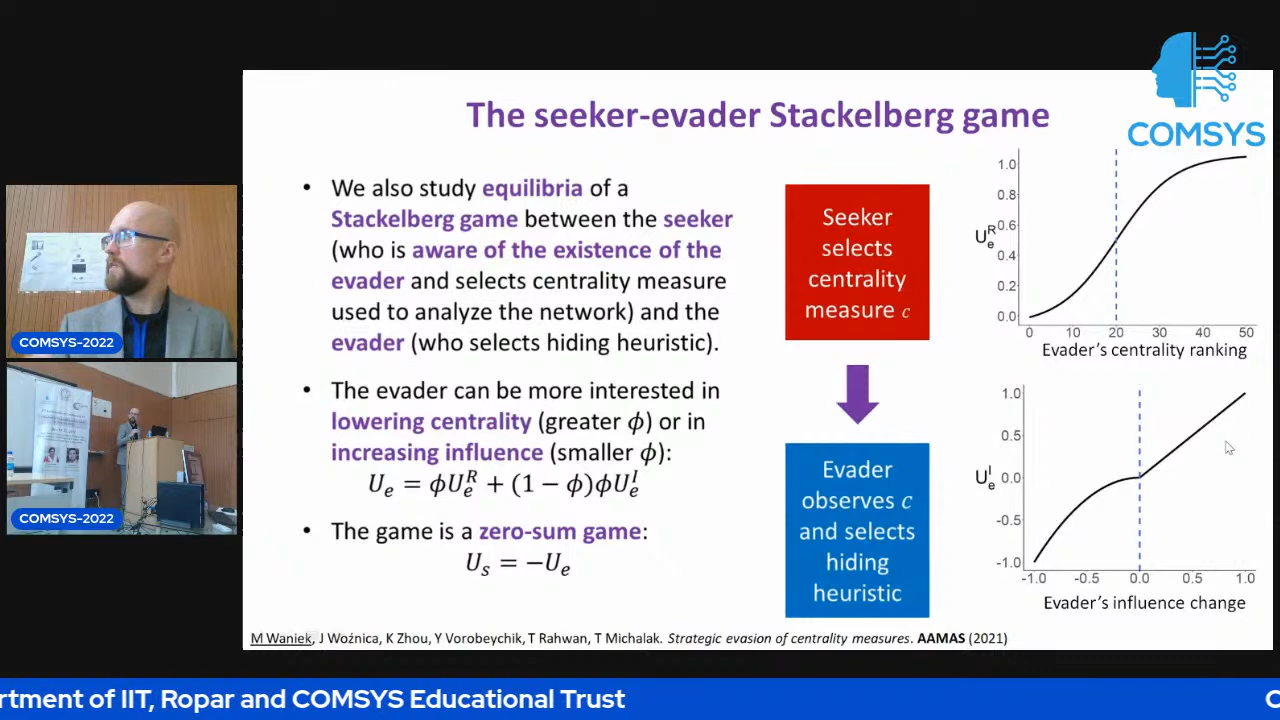 COMSYS
The seeker-evader Stackelberg game
• We also study equilibria of a
Stackelberg game between the seeker
(who is aware of the existence of the
evader and selects centrality measure
used to analyze the network) and the
evader (who selects hiding heuristic).
• The evader can be more interested in
lowering centrality (greater ϕ) or in
increasing influence (smaller ϕ):
U_e = ϕU_e^R + (1 − ϕ)ϕU_e^I
• The game is a zero-sum game:
U_s = −U_e
Seeker
selects
centrality
measure c
Evader
observes c
and selects
hiding
heuristic
U_e^R
1.0
0.8
0.6
0.4
0.2
0.0
0 10 20 30 40 50
Evader's centrality ranking
U_e^I
1.0
0.5
0.0
-0.5
-1.0
-1.0 -0.5 0.0 0.5 1.0
Evader's influence change
M Waniek, J Woźnica, K Zhou, Y Vorobeychik, T Rahwan, T Michalak. Strategic evasion of centrality measures. AAMAS (2021)
COMSYS-2022
COMSYS-2022
rtment of IIT, Ropar and COMSYS Educational Trust